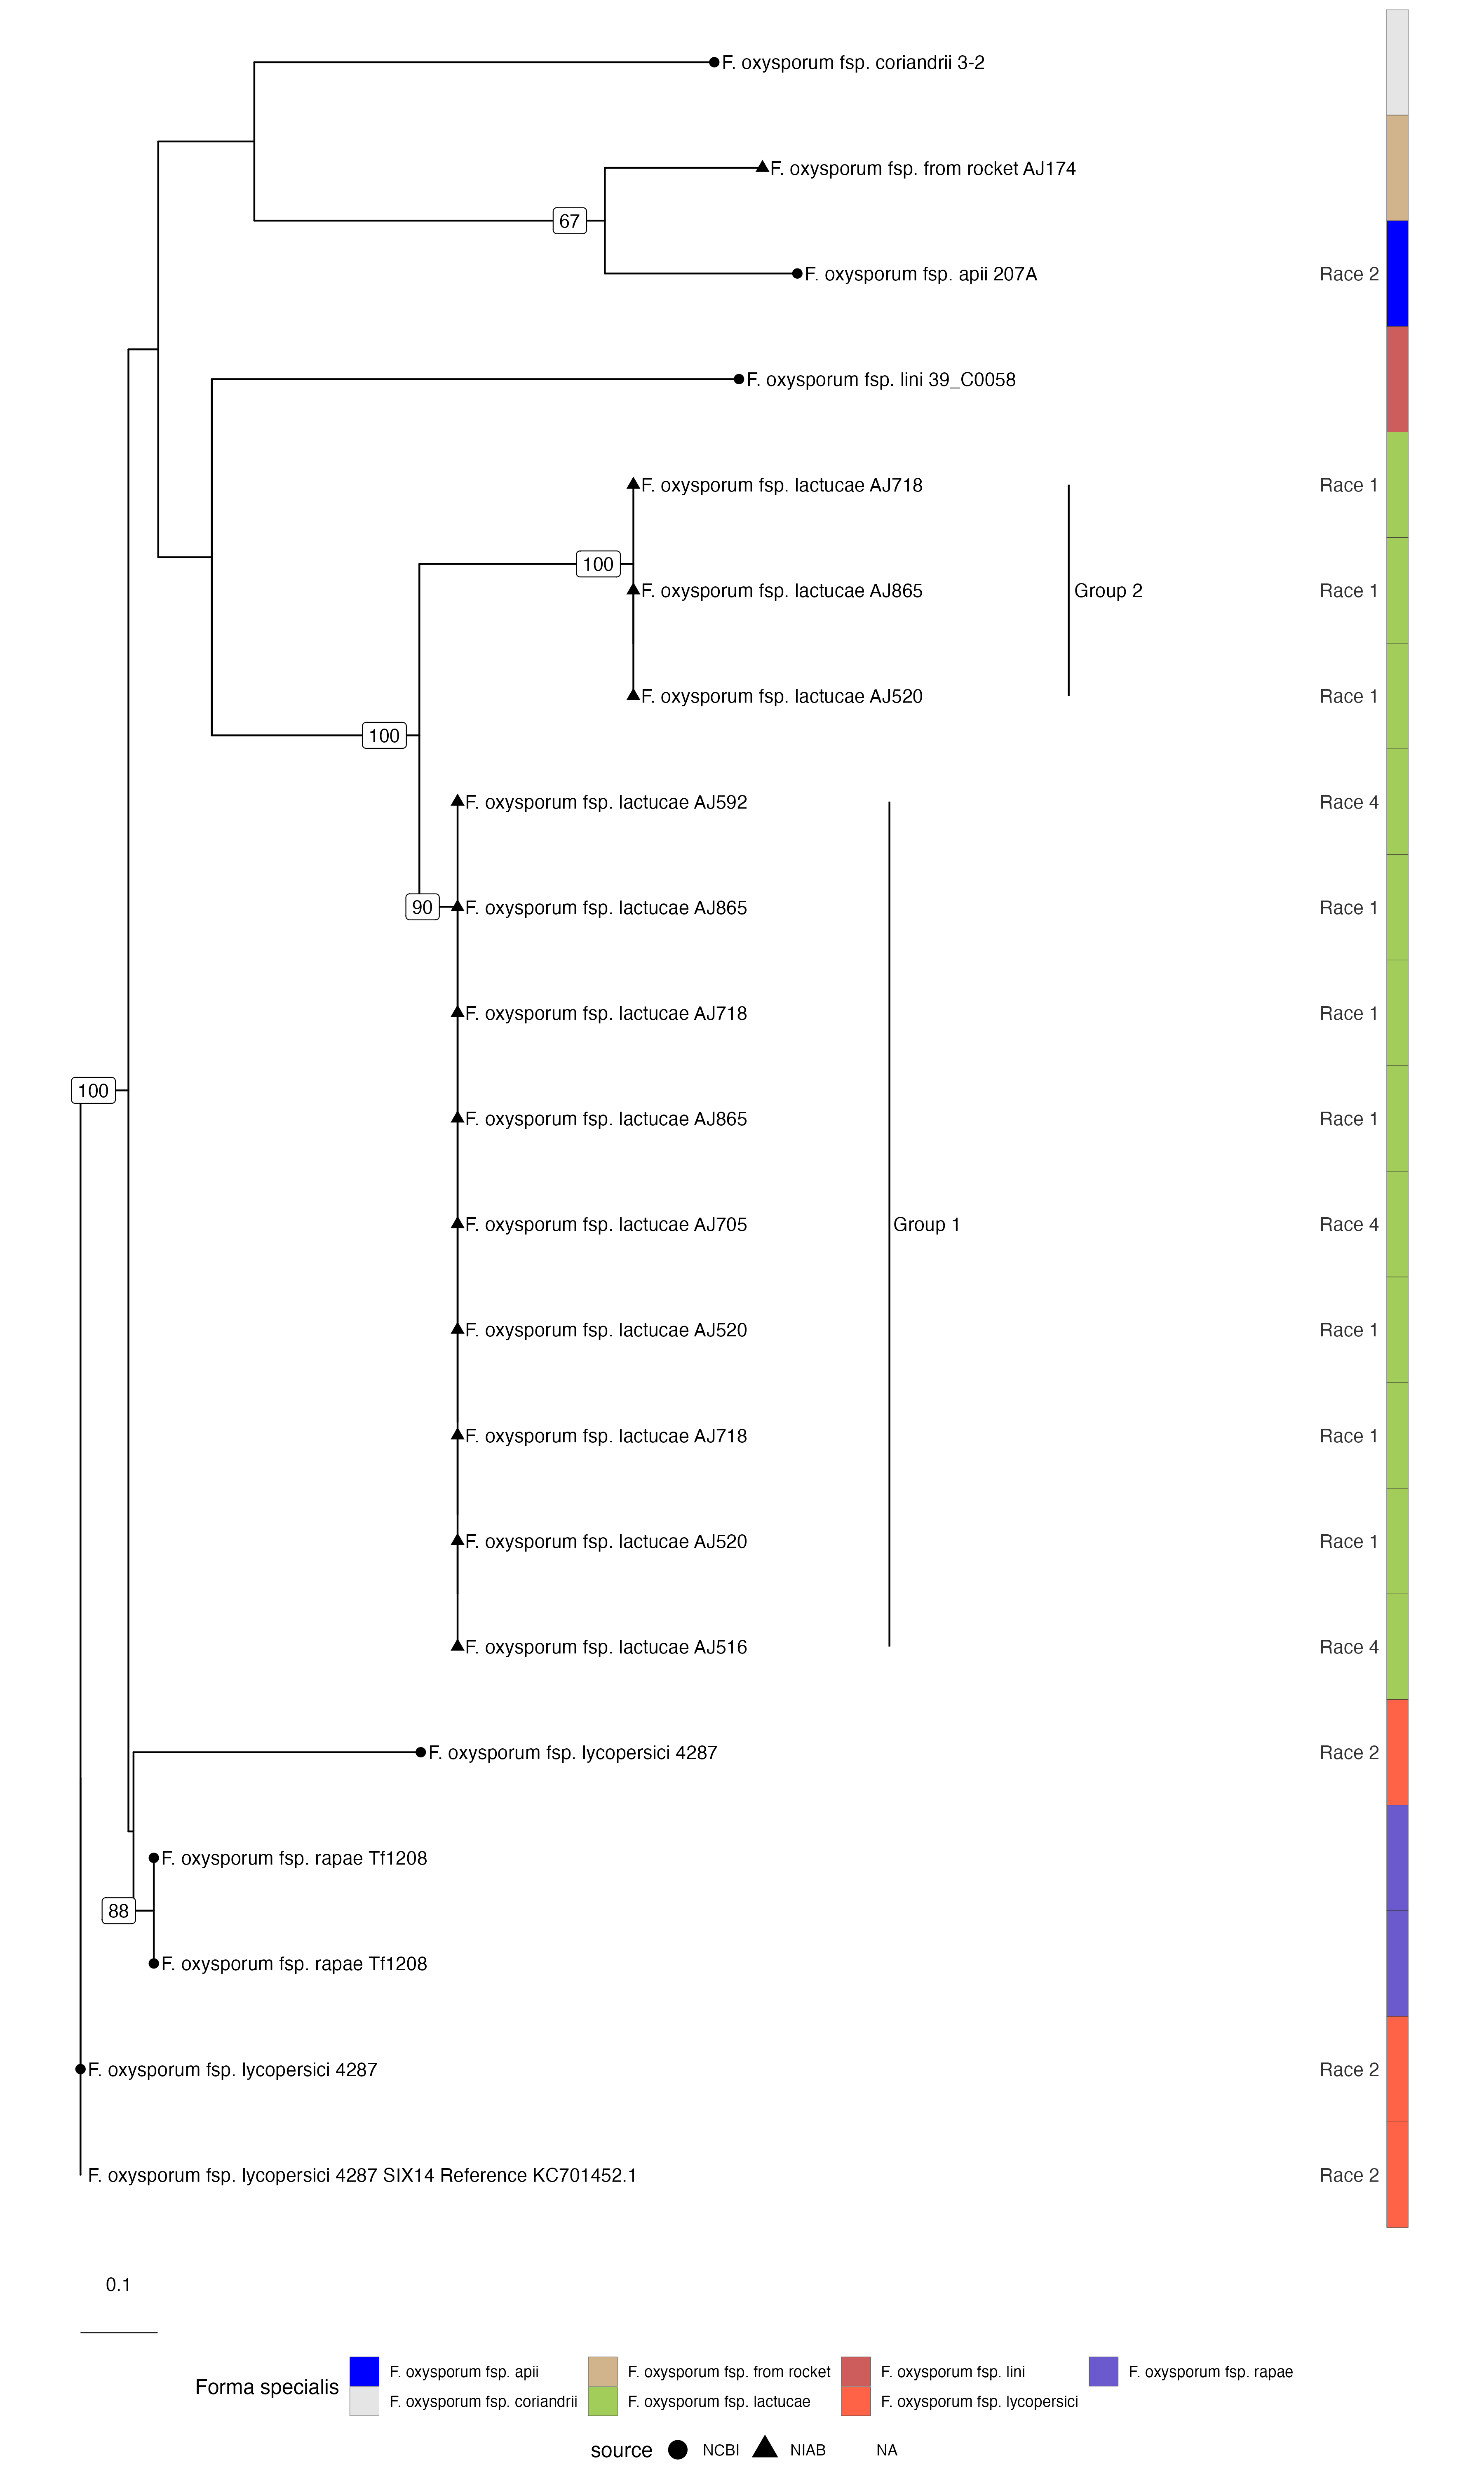 F. oxysporum fsp. coriandrii 3-2
F. oxysporum fsp. from rocket AJ174
67
F. oxysporum fsp. apii 207A Race 2
F. oxysporum fsp. lini 39_C0058
F. oxysporum fsp. lactucae AJ718 Race 1
100
F. oxysporum fsp. lactucae AJ865 Group 2 Race 1
F. oxysporum fsp. lactucae AJ520 Race 1
100
F. oxysporum fsp. lactucae AJ592 Race 4
90 F. oxysporum fsp. lactucae AJ865 Race 1
F. oxysporum fsp. lactucae AJ718 Race 1
100
F. oxysporum fsp. lactucae AJ865 Race 1
F. oxysporum fsp. lactucae AJ705 Group 1 Race 4
F. oxysporum fsp. lactucae AJ520 Race 1
F. oxysporum fsp. lactucae AJ718 Race 1
F. oxysporum fsp. lactucae AJ520 Race 1
F. oxysporum fsp. lactucae AJ516 Race 4
F. oxysporum fsp. lycopersici 4287 Race 2
F. oxysporum fsp. rapae Tf1208
88
F. oxysporum fsp. rapae Tf1208
F. oxysporum fsp. lycopersici 4287 Race 2
F. oxysporum fsp. lycopersici 4287 SIX14 Reference KC701452.1 Race 2
0.1
Forma specialis
F. oxysporum fsp. apii F. oxysporum fsp. from rocket F. oxysporum fsp. lini F. oxysporum fsp. rapae
F. oxysporum fsp. coriandrii F. oxysporum fsp. lactucae F. oxysporum fsp. lycopersici
source NCBI NIAB NA